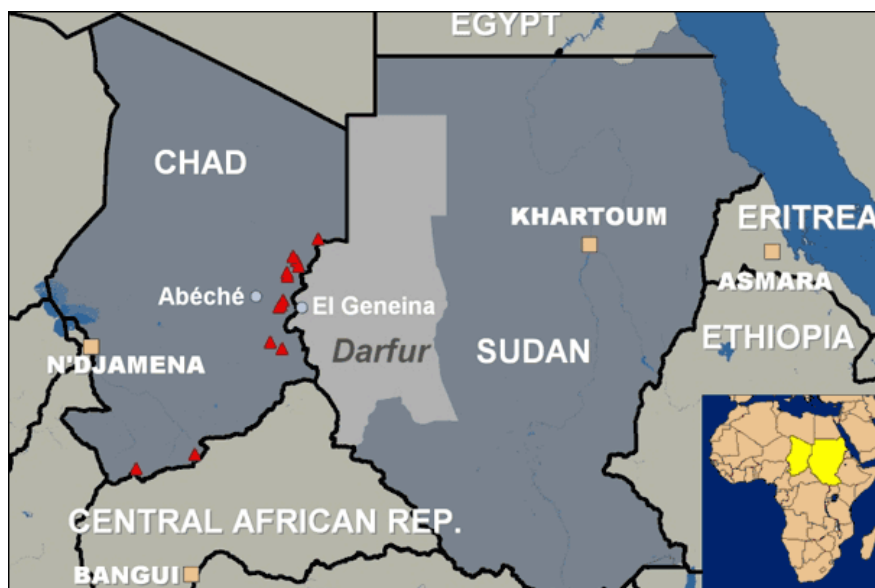 EGYPT
CHAD
KHARTOUM
ERITREA
Abéché
El Geneina
ASMARA
N'DJAMENA
Darfur
SUDAN
ETHIOPIA
CENTRAL AFRICAN REP.
BANGUI